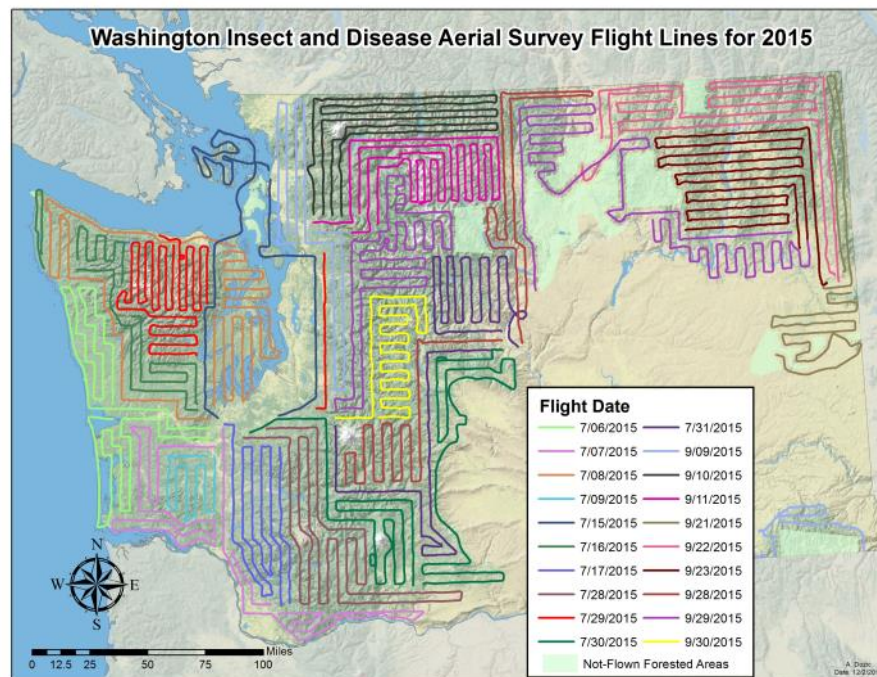 Washington Insect and Disease Aerial Survey Flight Lines for 2015
Flight Date
7/06/2015 7/31/2015
7/07/2015 9/09/2015
7/08/2015 9/10/2015
7/09/2015 9/11/2015
7/15/2015 9/21/2015
7/16/2015 9/22/2015
7/17/2015 9/23/2015
7/28/2015 9/28/2015
7/29/2015 9/29/2015
7/30/2015 9/30/2015
Not-Flown Forested Areas
N
W E
S
Miles
0 12.5 25 50 75 100
A.
Date: